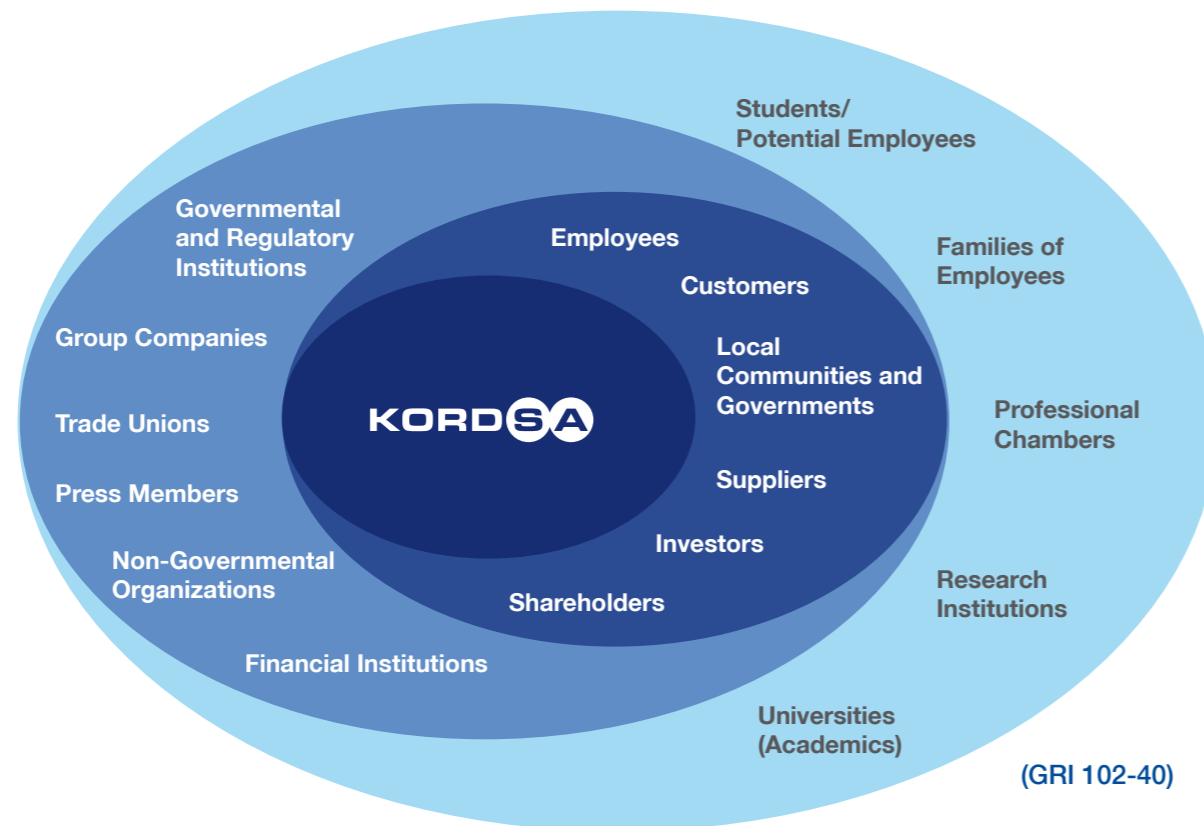 Students/
Potential Employees
Governmental
and Regulatory
Institutions
Employees
Families of
Employees
Customers
Group Companies
Local
Communities and
Governments
KORDSA
Professional
Chambers
Trade Unions
Suppliers
Press Members
Investors
Non-Governmental
Organizations
Research
Institutions
Shareholders
Financial Institutions
Universities
(Academics)
(GRI 102-40)